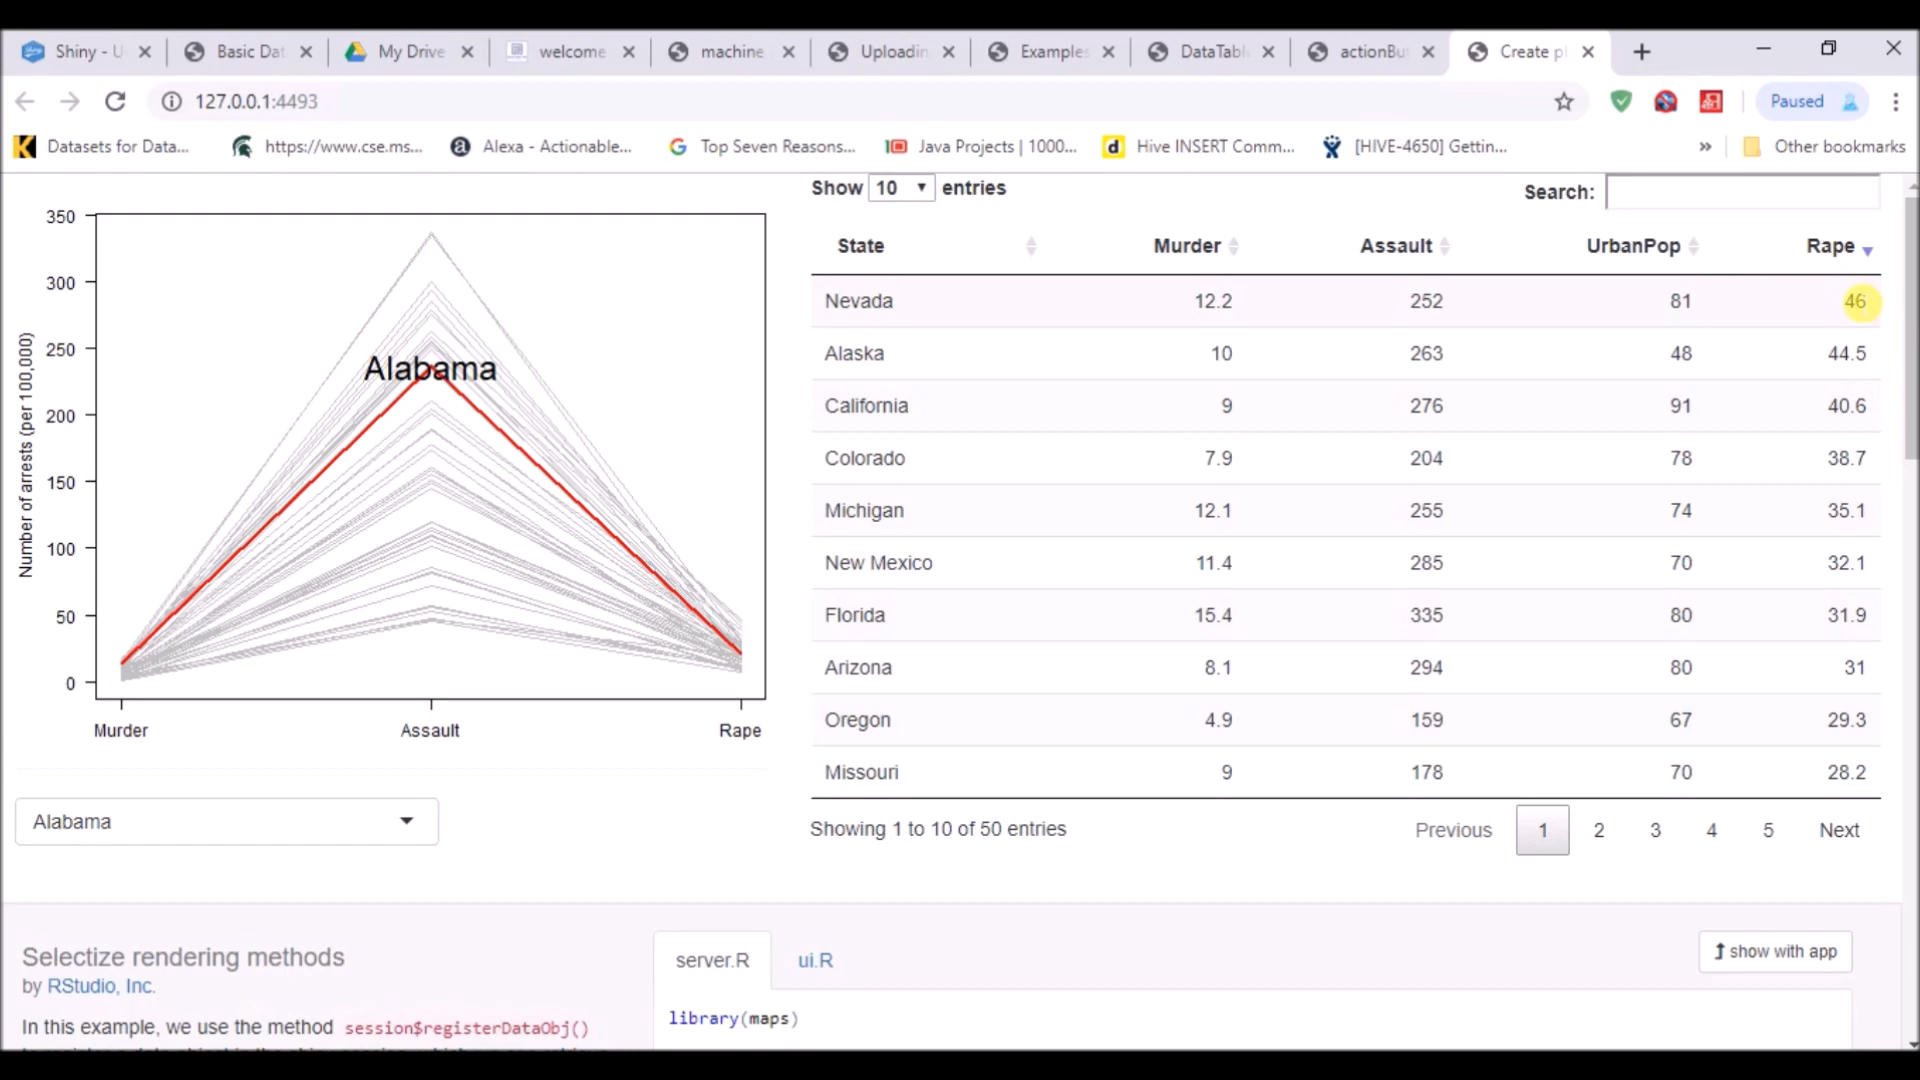 Shiny - U
Basic Dat
My Drive
welcome
machine
Uploadin
Examples
DataTabl
actionBu
Create pl
127.0.0.1:4493
Paused
Datasets for Data...
https://www.cse.ms...
Alexa - Actionable...
Top Seven Reasons...
Java Projects | 1000...
Hive INSERT Comm...
[HIVE-4650] Gettin...
»
Other bookmarks
350
300
250
200
150
100
50
0
Number of arrests (per 100,000)
Alabama
Murder Assault Rape
Alabama
Show 10 entries
Search:
State Murder Assault UrbanPop Rape
Nevada 12.2 252 81 46
Alaska 10 263 48 44.5
California 9 276 91 40.6
Colorado 7.9 204 78 38.7
Michigan 12.1 255 74 35.1
New Mexico 11.4 285 70 32.1
Florida 15.4 335 80 31.9
Arizona 8.1 294 80 31
Oregon 4.9 159 67 29.3
Missouri 9 178 70 28.2
Showing 1 to 10 of 50 entries
Previous 1 2 3 4 5 Next
Selectize rendering methods
by RStudio, Inc.
In this example, we use the method session$registerDataObj()
server.R
ui.R
show with app
library(maps)